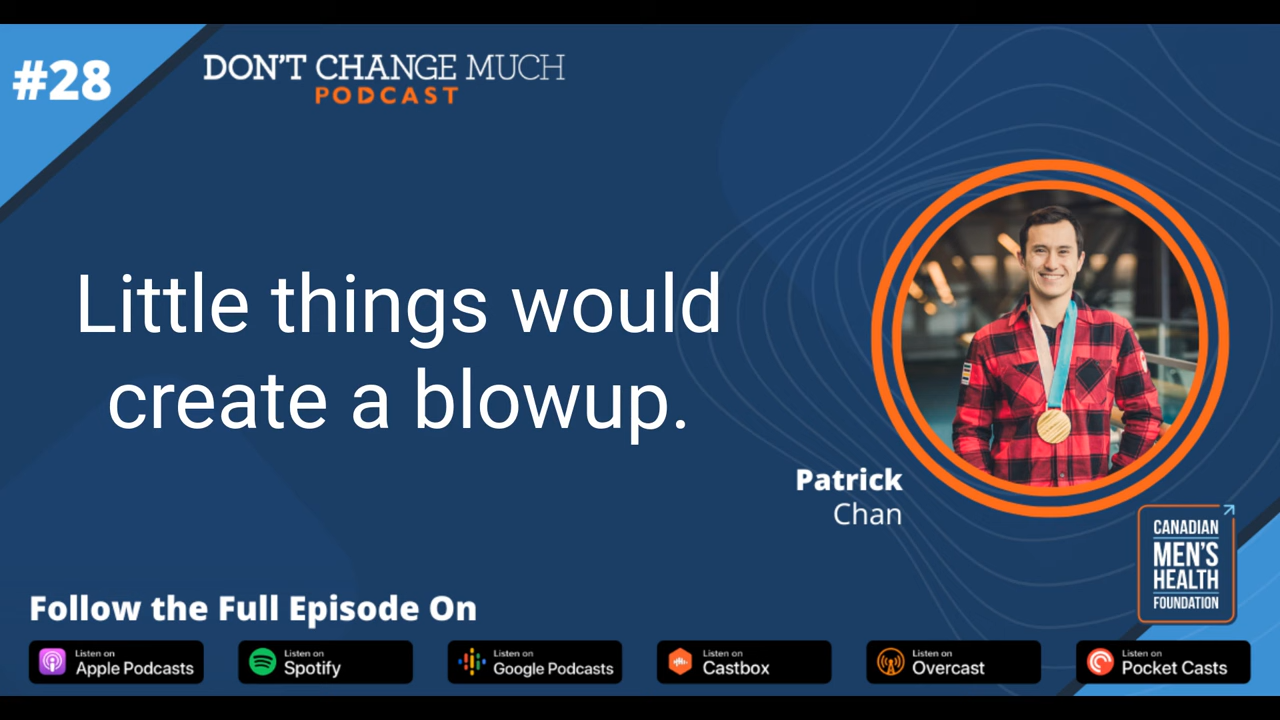 #28
DON'T CHANGE MUCH
PODCAST
Little things would
create a blowup.
Patrick
Chan
CANADIAN
MEN'S
HEALTH
FOUNDATION
Follow the Full Episode On
Listen on
Apple Podcasts
Listen on
Spotify
Listen on
Google Podcasts
Listen on
Castbox
Listen on
Overcast
Listen on
Pocket Casts